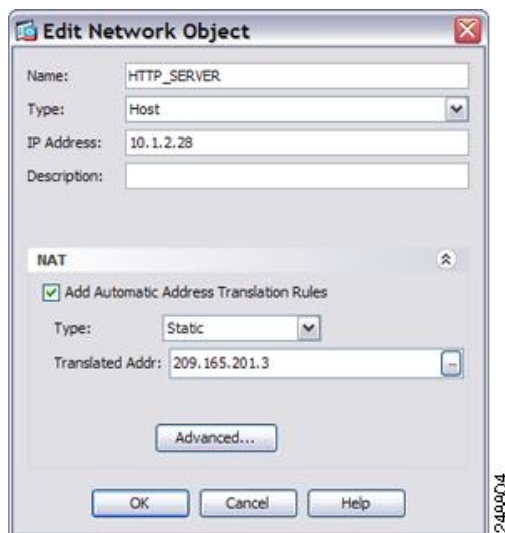 Edit Network Object
Name: HTTP_SERVER
Type: Host
IP Address: 10.1.2.28
Description:
NAT
Add Automatic Address Translation Rules
Type: Static
Translated Addr: 209.165.201.3
...
Advanced...
OK Cancel Help
248804